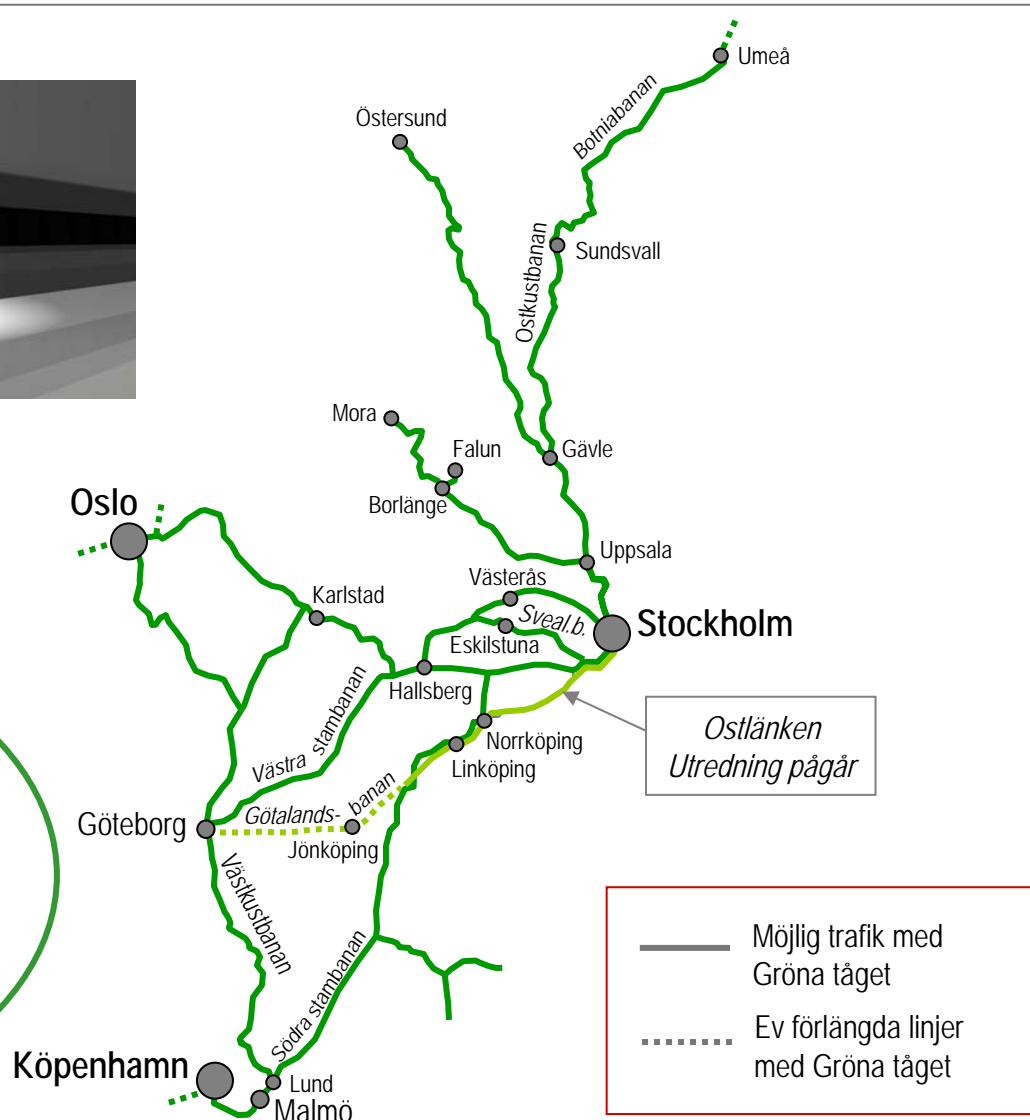 Umeå
Botniabanan
Östersund
Sundsvall
Ostkustbanan
Mora
Falun
Gävle
Borlänge
Oslo
Uppsala
Västerås
Karlstad
Sveal.b.
Stockholm
Eskilstuna
Hallsberg
Västra stambanan
Norrköping
Linköping
Ostlänken
Utredning pågår
Götalands-
banan
Göteborg
Jönköping
Västkustbanan
Södra stambanan
Möjlig trafik med
Gröna tåget
Ev förlängda linjer
med Gröna tåget
Köpenhamn
Lund
Malmö